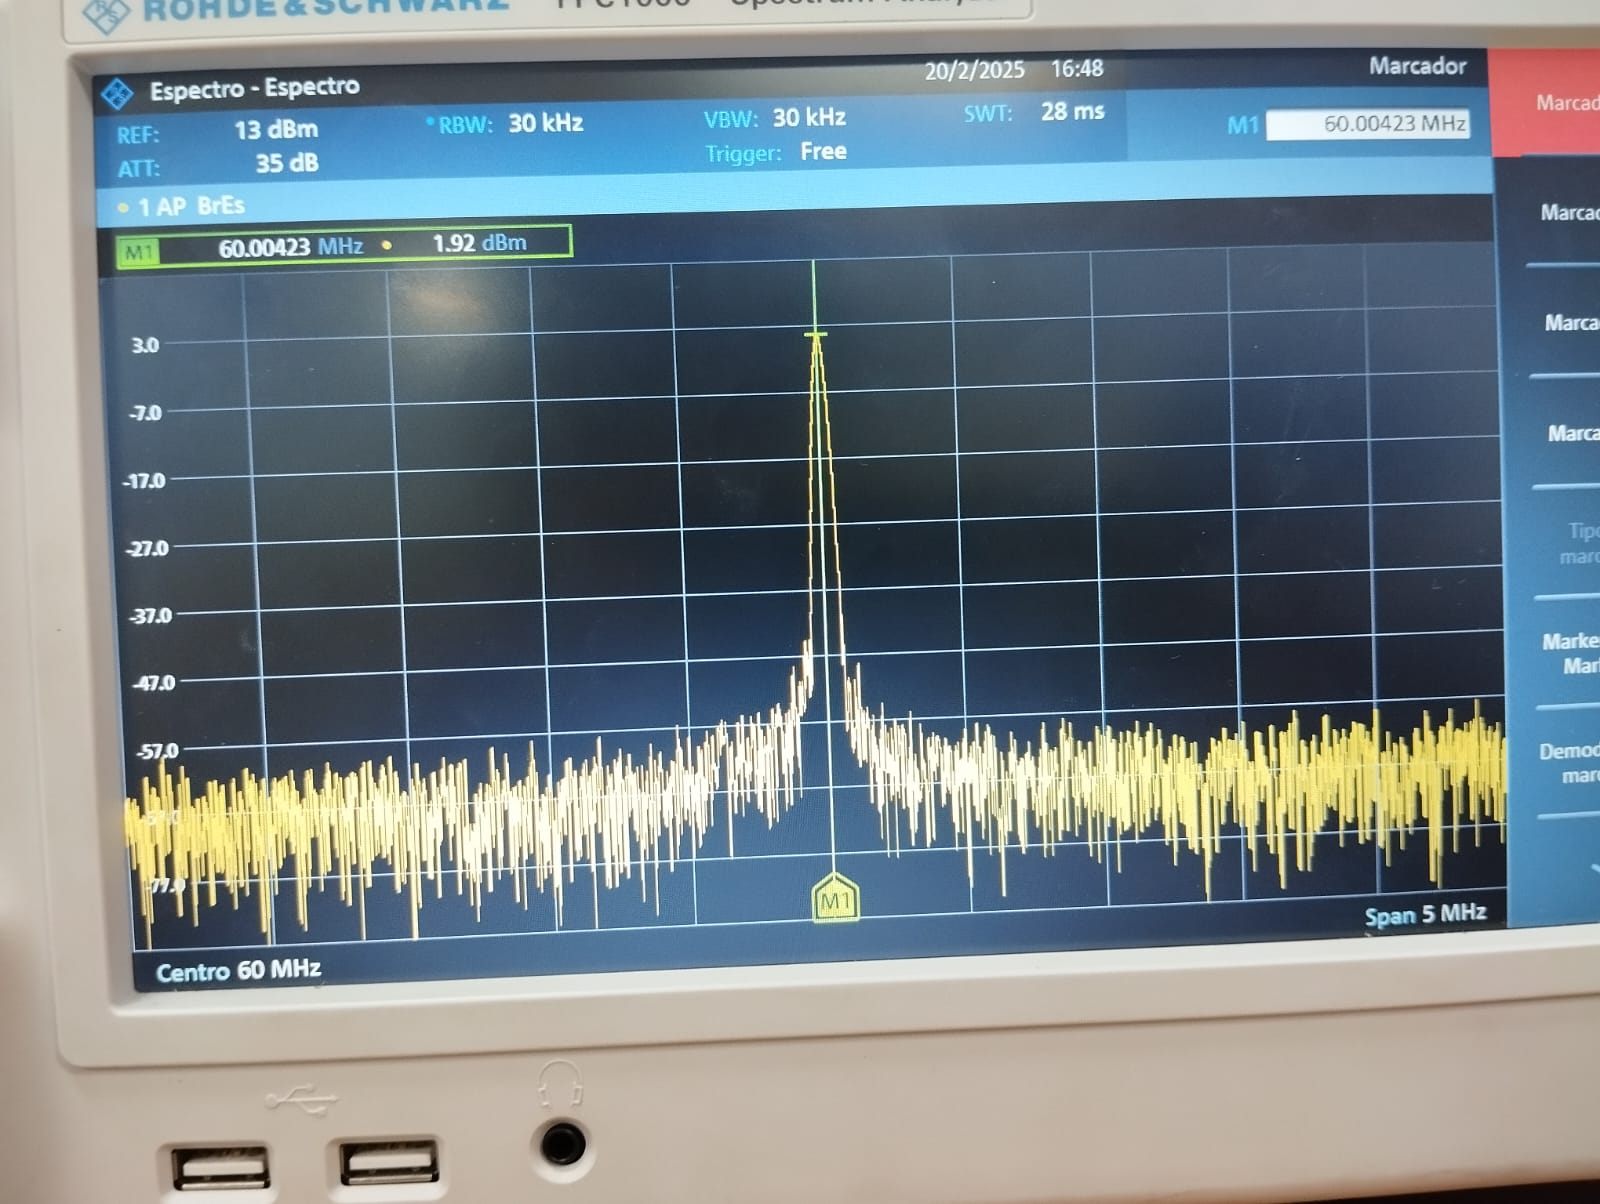 ROHDE & SCHWARZ FPC1000 Spectrum
Espectro - Espectro 20/2/2025 16:48 Marcador
REF: 13 dBm RBW: 30 kHz VBW: 30 kHz SWT: 28 ms M1 60.00423 MHz
ATT: 35 dB Trigger: Free
1 AP BrEs
M1 60.00423 MHz 1.92 dBm
3.0
-7.0
-17.0
-27.0
-37.0
-47.0
-57.0
-67.0
-77.0
M1
Span 5 MHz
Centro 60 MHz
Marcad
Marcad
Marca
Marca
Tipo
marc
Marke
Mar
Demod
marc